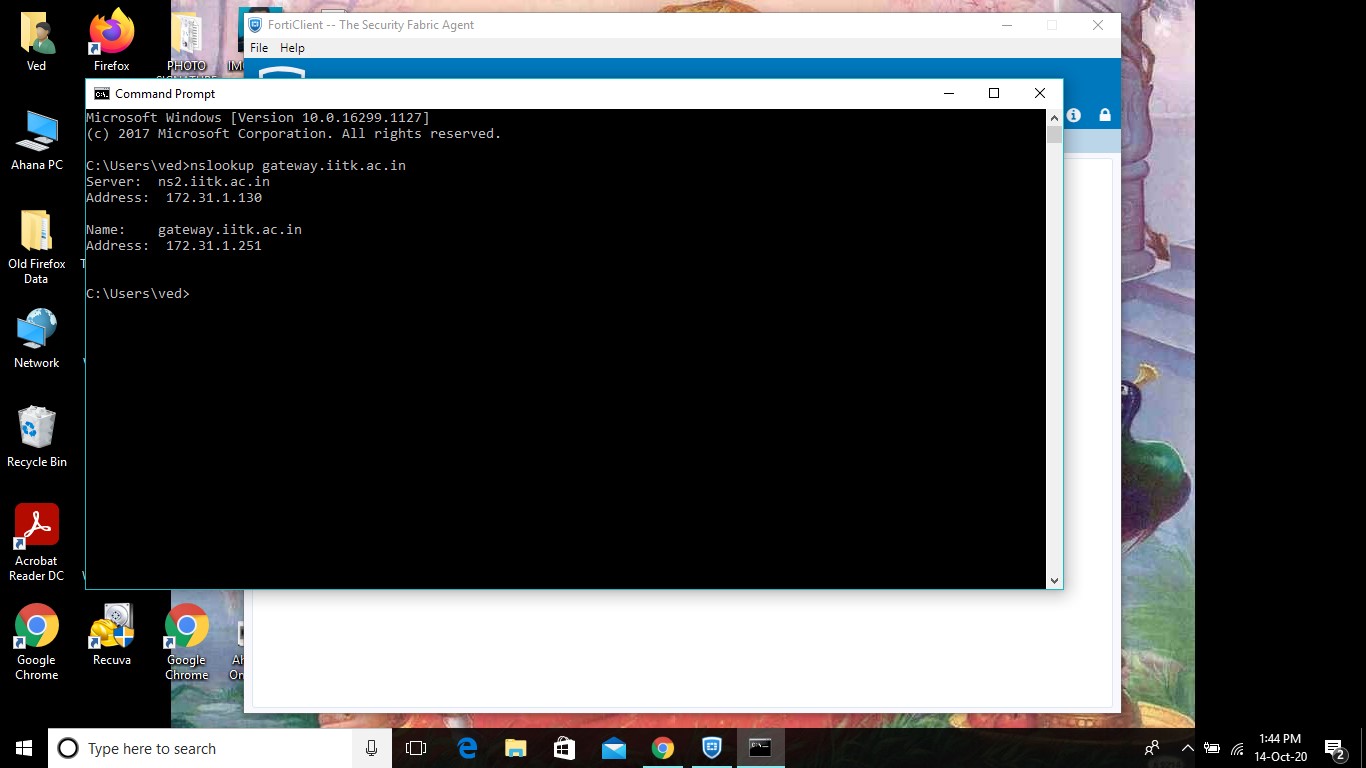 Ved
Firefox
PHOTO
FortiClient -- The Security Fabric Agent
File Help
Command Prompt
Microsoft Windows [Version 10.0.16299.1127]
(c) 2017 Microsoft Corporation. All rights reserved.
C:\Users\ved>nslookup gateway.iitk.ac.in
Server:  ns2.iitk.ac.in
Address:  172.31.1.130
Name:    gateway.iitk.ac.in
Address:  172.31.1.251
C:\Users\ved>
Ahana PC
Old Firefox
Data
Network
Recycle Bin
Acrobat
Reader DC
Google
Chrome
Recuva
Google
Chrome
Type here to search
1:44 PM
14-Oct-20
2